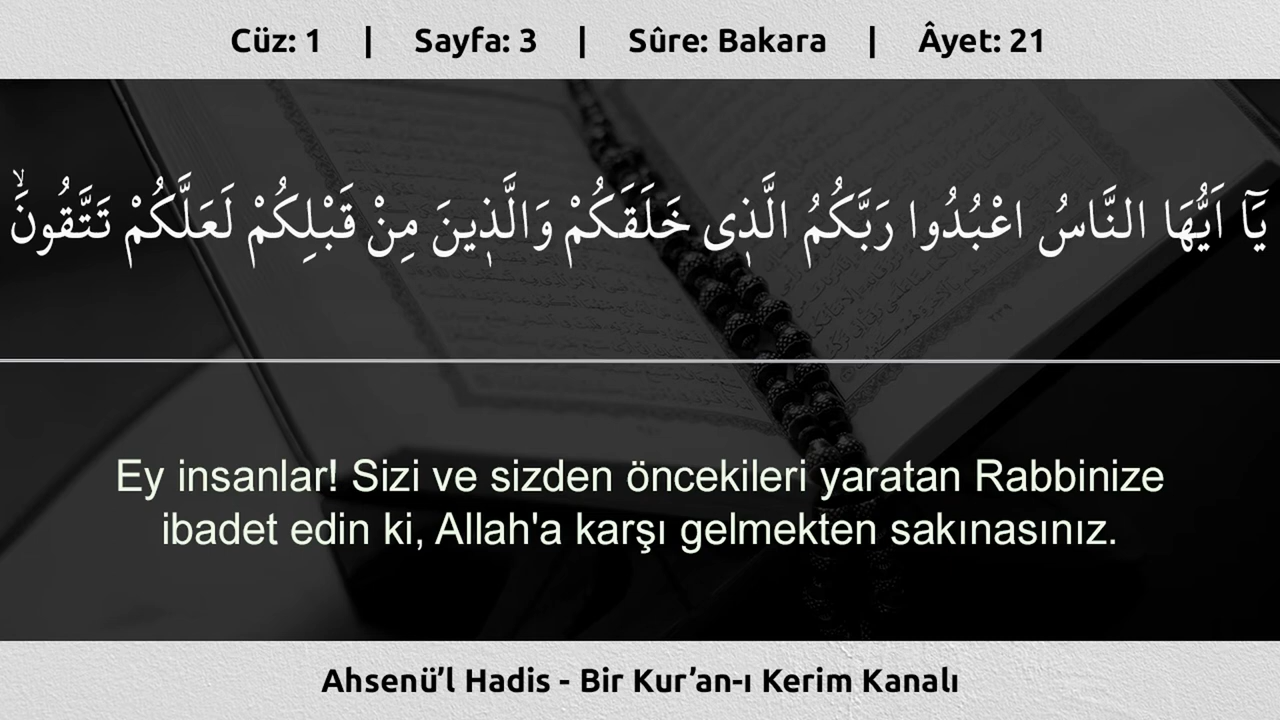 Cüz: 1 | Sayfa: 3 | Sûre: Bakara | Âyet: 21
يَٓا اَيُّهَا النَّاسُ اعْبُدُوا رَبَّكُمُ الَّذ۪ي خَلَقَكُمْ وَالَّذ۪ينَ مِنْ قَبْلِكُمْ لَعَلَّكُمْ تَتَّقُونَۙ
Ey insanlar! Sizi ve sizden öncekileri yaratan Rabbinize
ibadet edin ki, Allah'a karşı gelmekten sakınasınız.
Ahsenü’l Hadis - Bir Kur’an-ı Kerim Kanalı